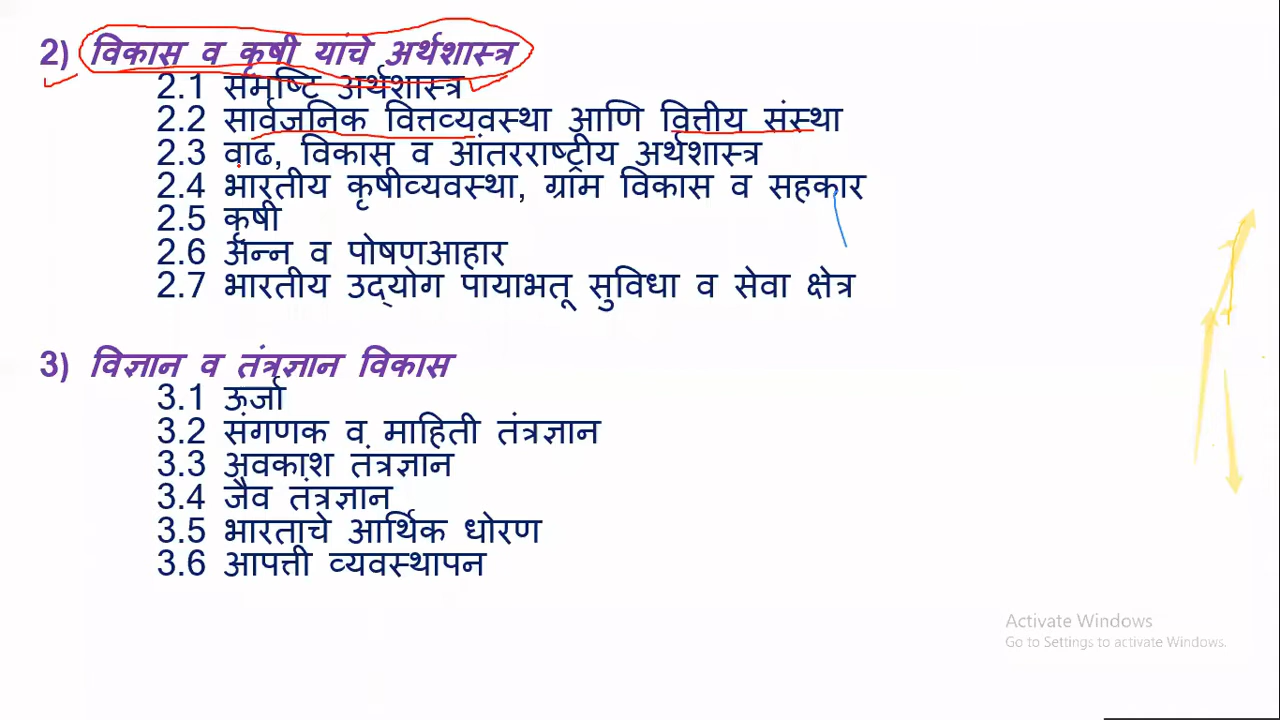 2) विकास व कृषी यांचे अर्थशास्त्र
2.1 समष्टि अर्थशास्त्र
2.2 सार्वजनिक वित्तव्यवस्था आणि वित्तीय संस्था
2.3 वाढ, विकास व आंतरराष्ट्रीय अर्थशास्त्र
2.4 भारतीय कृषीव्यवस्था, ग्राम विकास व सहकार
2.5 कृषी
2.6 अन्न व पोषणआहार
2.7 भारतीय उद्योग पायाभतू सुविधा व सेवा क्षेत्र
3) विज्ञान व तंत्रज्ञान विकास
3.1 ऊर्जा
3.2 संगणक व माहिती तंत्रज्ञान
3.3 अवकाश तंत्रज्ञान
3.4 जैव तंत्रज्ञान
3.5 भारताचे आर्थिक धोरण
3.6 आपत्ती व्यवस्थापन
Activate Windows
Go to Settings to activate Windows.